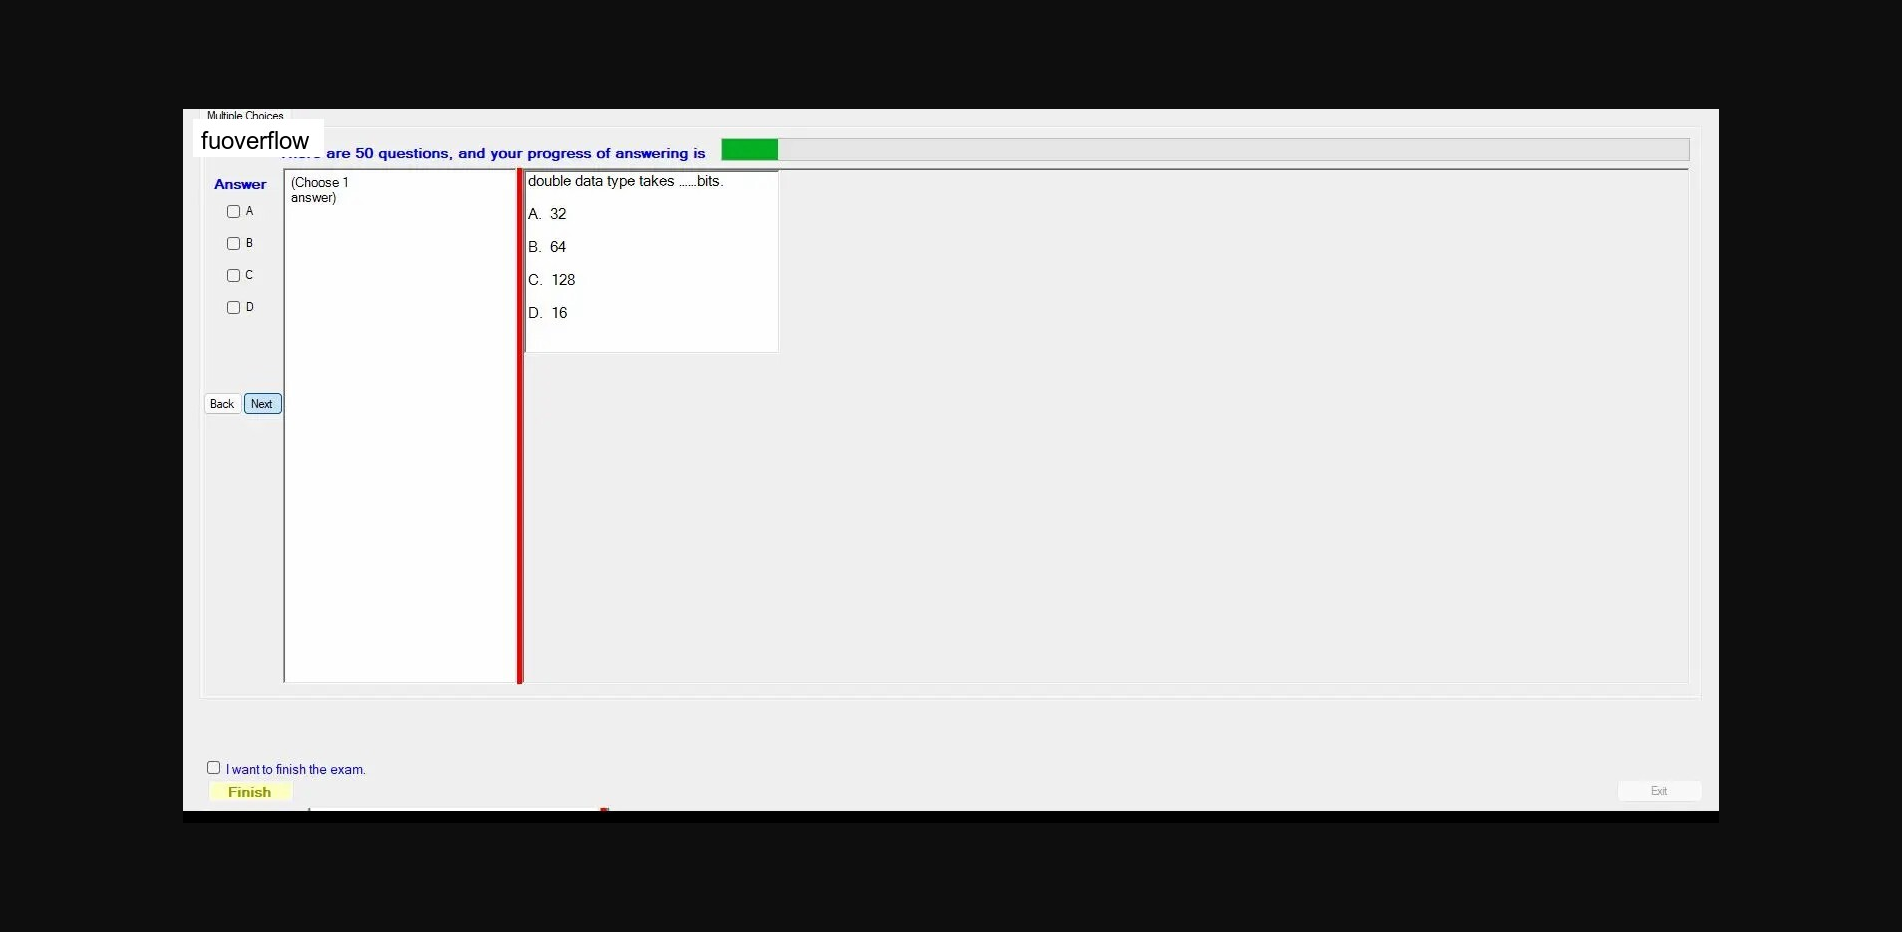 Multiple Choices
fuoverflow
are 50 questions, and your progress of answering is
Answer
A
B
C
D
Back
Next
(Choose 1
answer)
double data type takes ......bits.
A. 32
B. 64
C. 128
D. 16
I want to finish the exam.
Finish
Exit